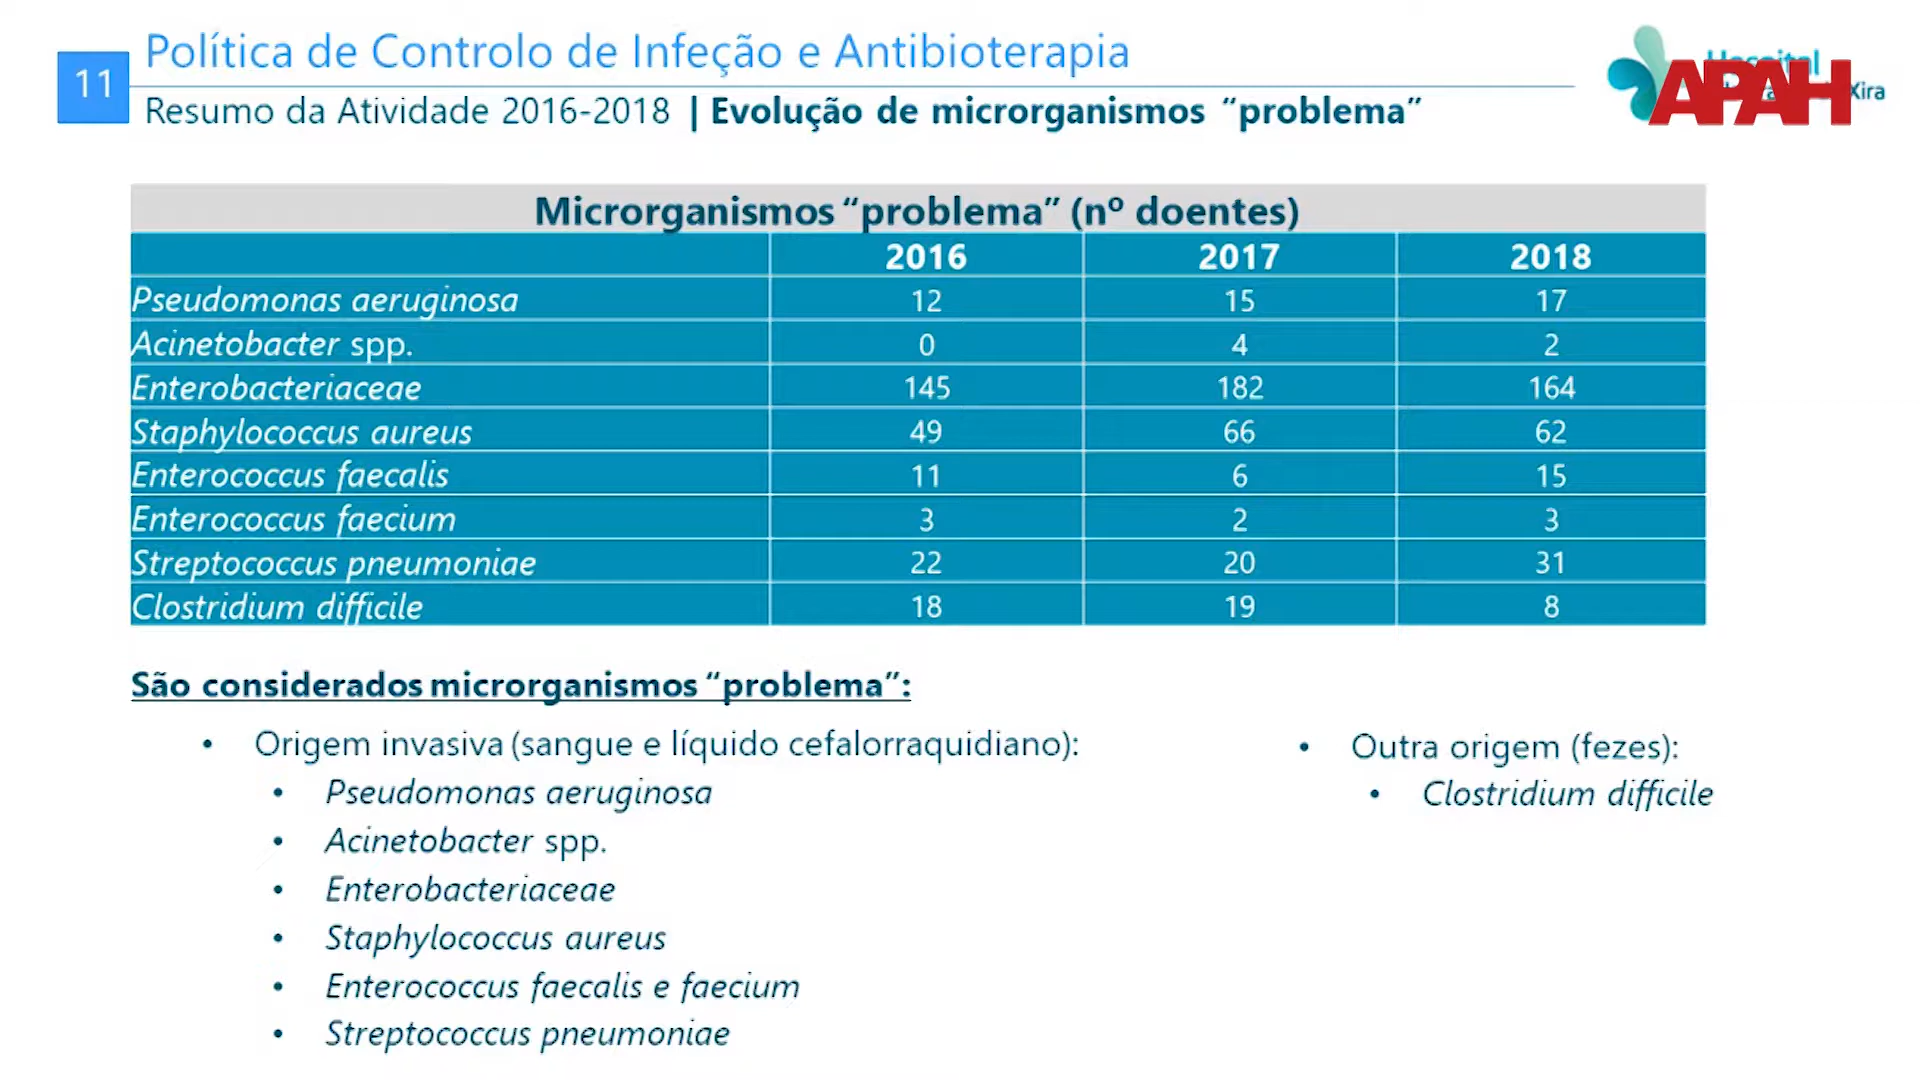 11
Política de Controlo de Infeção e Antibioterapia
Resumo da Atividade 2016-2018 | Evolução de microrganismos “problema”
Hospital
Xira
APAH
Microrganismos “problema” (nº doentes)
2016 2017 2018
Pseudomonas aeruginosa 12 15 17
Acinetobacter spp. 0 4 2
Enterobacteriaceae 145 182 164
Staphylococcus aureus 49 66 62
Enterococcus faecalis 11 6 15
Enterococcus faecium 3 2 3
Streptococcus pneumoniae 22 20 31
Clostridium difficile 18 19 8
São considerados microrganismos “problema”:
• Origem invasiva (sangue e líquido cefalorraquidiano):
• Pseudomonas aeruginosa
• Acinetobacter spp.
• Enterobacteriaceae
• Staphylococcus aureus
• Enterococcus faecalis e faecium
• Streptococcus pneumoniae
• Outra origem (fezes):
• Clostridium difficile